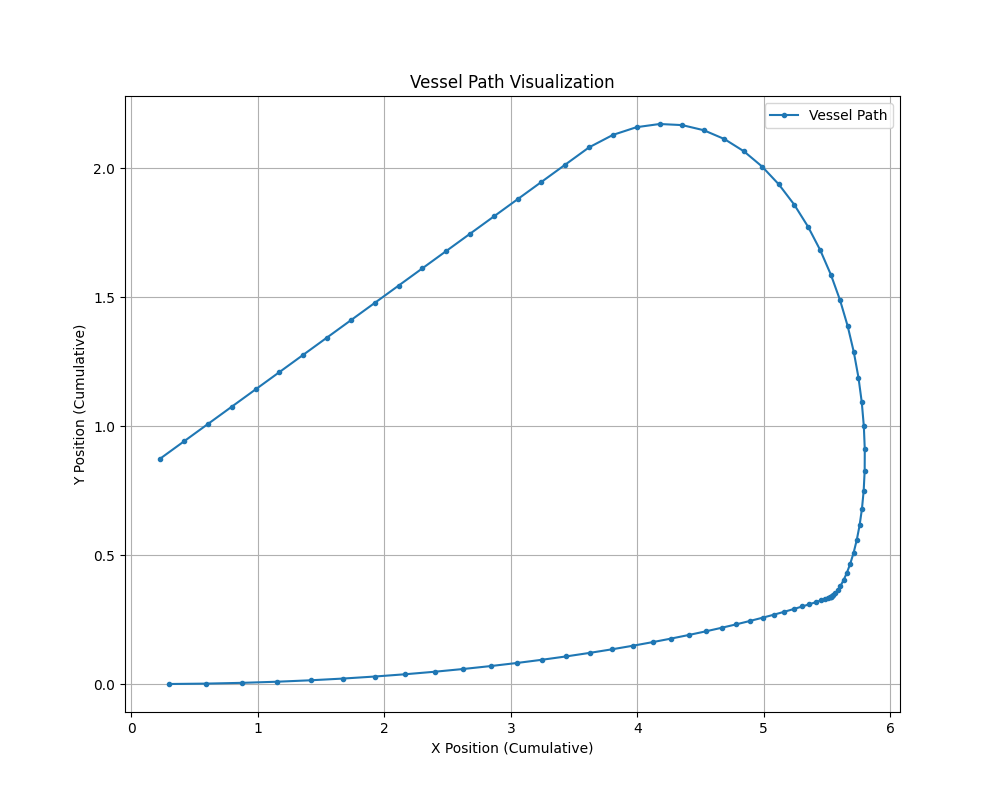 Vessel Path Visualization
Vessel Path
Y Position (Cumulative)
2.0
1.5
1.0
0.5
0.0
0 1 2 3 4 5 6
X Position (Cumulative)